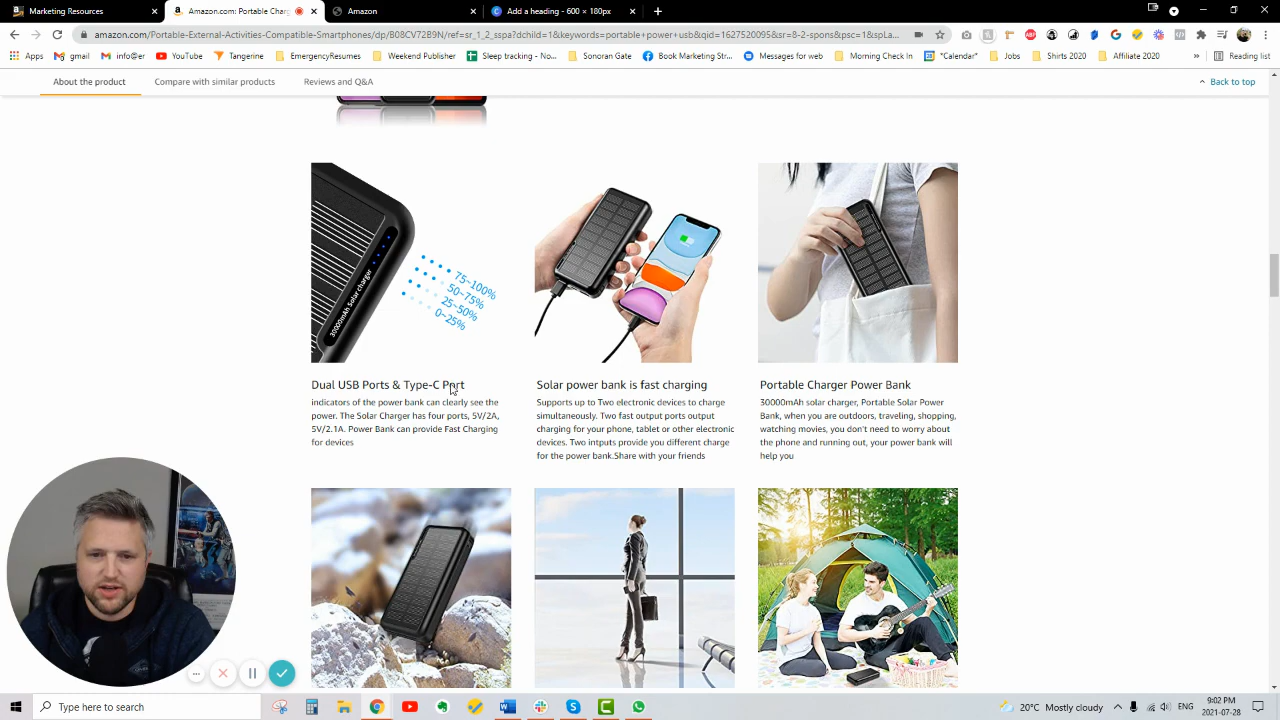 Marketing Resources
Amazon.com: Portable Charg
Amazon
Add a heading - 600 × 180px
amazon.com/Portable-External-Activities-Compatible-Smartphones/dp/B08CV72B9N/ref=sr_1_2_sspa?dchild=1&keywords=portable+power+usb&qid=1627520096&sr=8-2-spons&psc=1&spLa...
Apps
gmail
info@er
YouTube
Tangerine
BookMarketing
Newsletter
Sleeking tracking - N...
Sonoran Gate
Book Marketing Str...
Messages for web
Morning Check In
*Calendar*
Jobs
Shirts 2020
Affiliate 2020
Reading list
About the product
Compare with similar products
Reviews and Q&A
Back to top
30000mAh Solar charger
75~100%
50~75%
25~50%
0~25%
Dual USB Ports & Type-C Port
indicators of the power bank can clearly see the
power. The Solar Charger has four ports, 5V/2A,
5V/2.1A. Power Bank can provide Fast Charging
for devices
Solar power bank is fast charging
Supports up to Two electronic devices to charge
simultaneously. Two fast output ports output
charging for your phone, tablet or other electronic
devices. Two intputs provide you different charge
for the power bank.Share with your friends
Portable Charger Power Bank
30000mAh solar charger, Portable Solar Power
Bank, when you are outdoors, traveling, shopping,
watching movies, you don't need to worry about
the phone and running out, your power bank will
help you
Type here to search
20°C Mostly cloudy
ENG
9:02 PM
2021-07-28